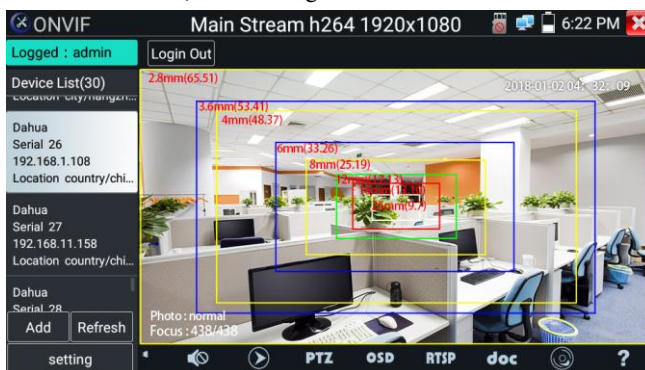 ONVIF
Main Stream h264 1920x1080
6:22 PM
Logged : admin
Login Out
Device List(30)
Dahua
Serial 26
192.168.1.108
Location country/chi...
Dahua
Serial 27
192.168.11.158
Location country/chi...
Dahua
Serial 28
Add
Refresh
setting
2.8mm(65.51)
2018-01-02 04: 32: 09
3.6mm(53.41)
4mm(48.37)
6mm(33.26)
8mm(25.19)
Photo : normal
Focus : 438/438
PTZ
OSD
RTSP
doc
?